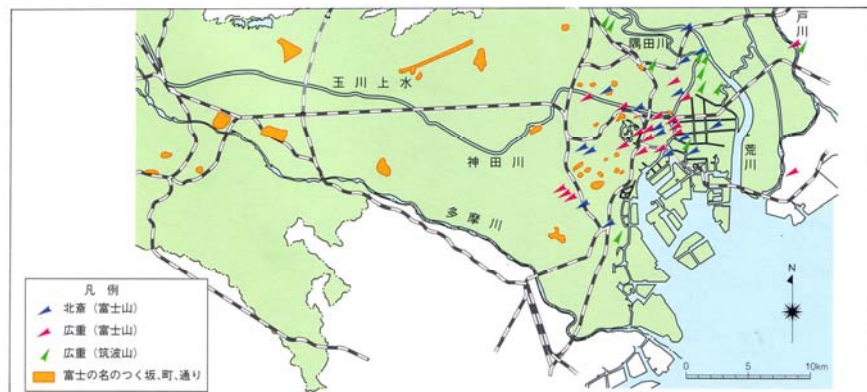 戸川
隅田川
玉川上水
神田川
荒川
多摩川
N
凡例
北斎（富士山）
広重（富士山）
広重（筑波山）
富士の名のつく坂、町、通り
0
10km